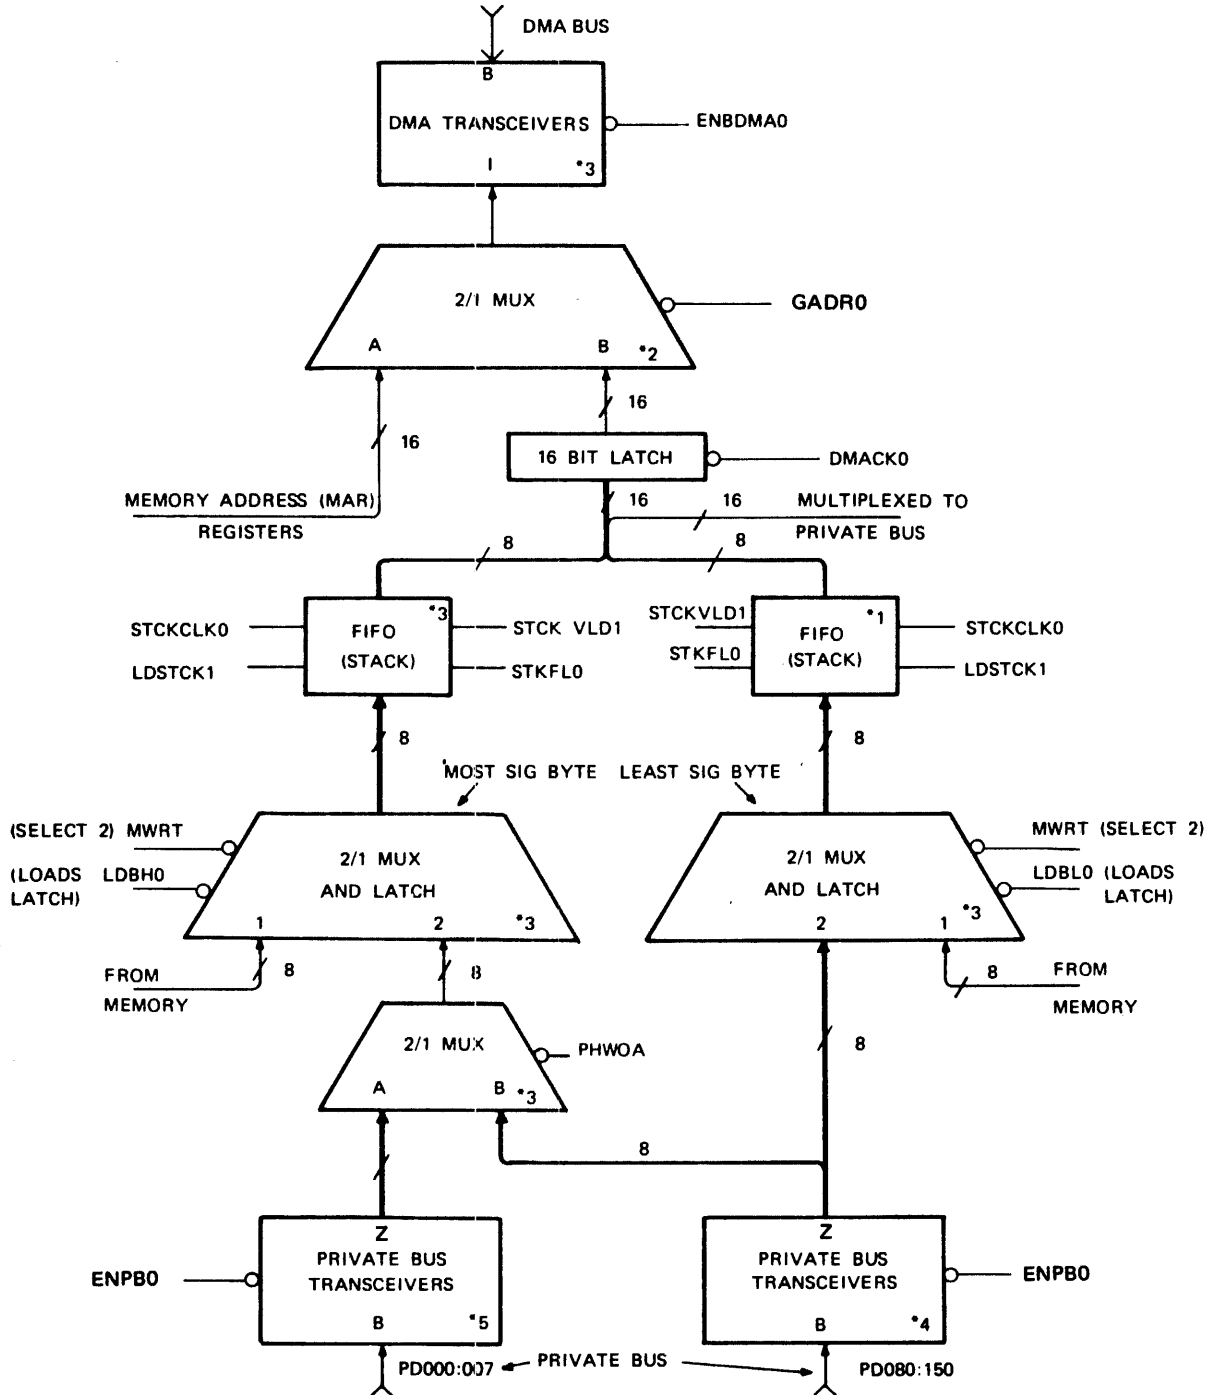 DMA BUS
B
DMA TRANSCEIVERS
ENBDMA0
I
*3
2/1 MUX
GADR0
A
B
*2
16
16
16 BIT LATCH
DMACK0
MEMORY ADDRESS (MAR)
REGISTERS
16
16
MULTIPLEXED TO
PRIVATE BUS
8
8
STCKCLK0
LDSTCK1
*3
FIFO
(STACK)
STCK VLD1
STKFL0
STCKVLD1
STKFL0
*1
FIFO
(STACK)
STCKCLK0
LDSTCK1
8
8
MOST SIG BYTE
LEAST SIG BYTE
(SELECT 2) MWRT
(LOADS LDBH0
LATCH)
2/1 MUX
AND LATCH
1
2
*3
2/1 MUX
AND LATCH
2
1
*3
MWRT (SELECT 2)
LDBL0 (LOADS
LATCH)
FROM
MEMORY
8
8
8
FROM
MEMORY
2/1 MUX
PHWOA
A
B
*3
8
8
Z
PRIVATE BUS
TRANSCEIVERS
B
*5
ENPB0
Z
PRIVATE BUS
TRANSCEIVERS
B
*4
ENPB0
PD000:007
PRIVATE BUS
PD080:150